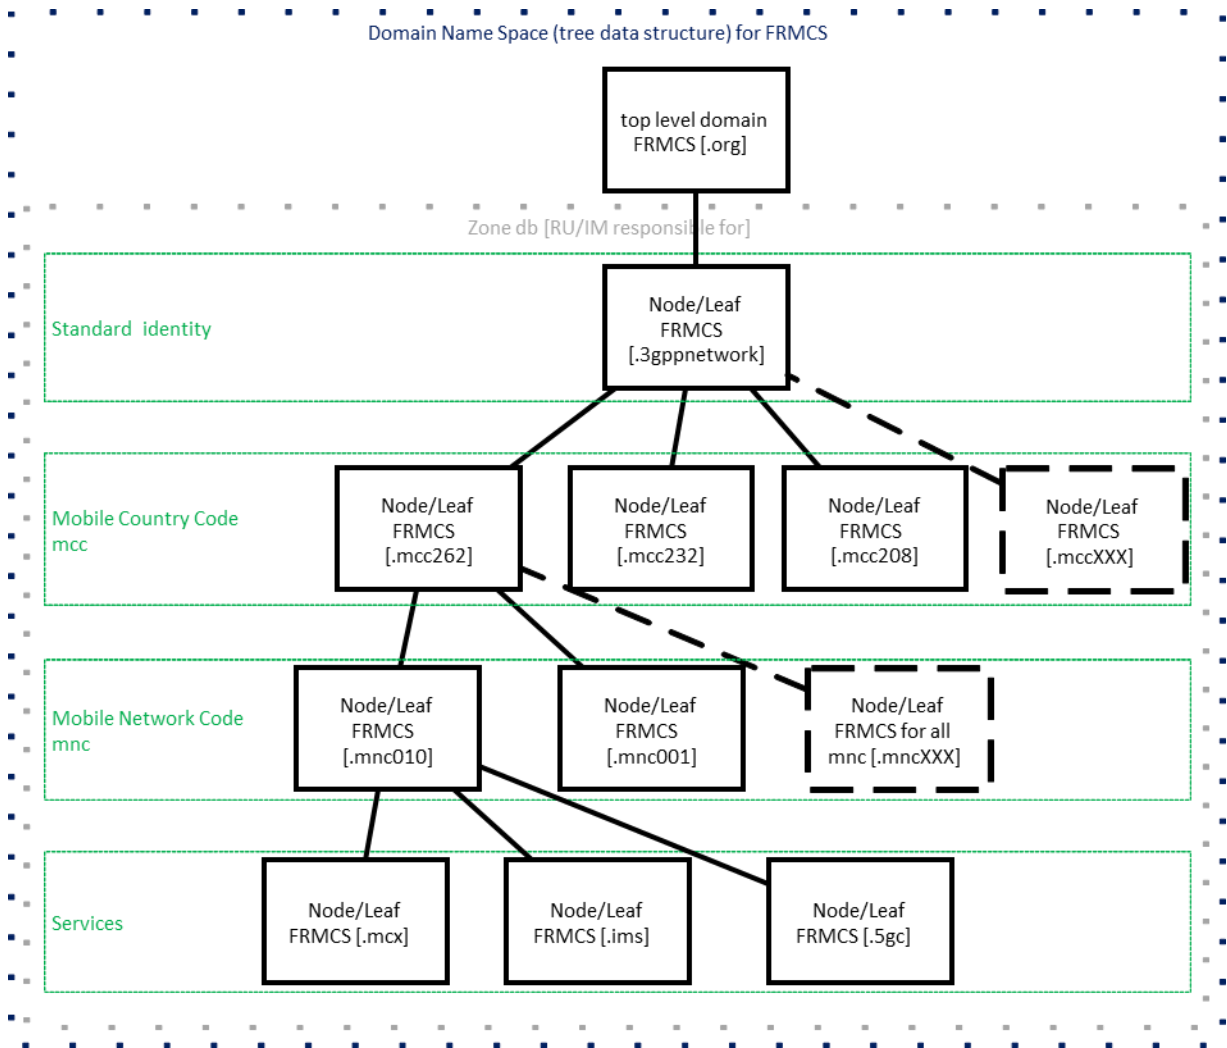 Domain Name Space (tree data structure) for FRMCS
top level domain
FRMCS [.org]
Zone db [RU/IM responsible for]
Standard identity
Node/Leaf
FRMCS
[.3gppnetwork]
Mobile Country Code
mcc
Node/Leaf
FRMCS
[.mcc262]
Node/Leaf
FRMCS
[.mcc232]
Node/Leaf
FRMCS
[.mcc208]
Node/Leaf
FRMCS
[.mccXXX]
Mobile Network Code
mnc
Node/Leaf
FRMCS
[.mnc010]
Node/Leaf
FRMCS
[.mnc001]
Node/Leaf
FRMCS for all
mnc [.mncXXX]
Services
Node/Leaf
FRMCS [.mcx]
Node/Leaf
FRMCS [.ims]
Node/Leaf
FRMCS [.5gc]